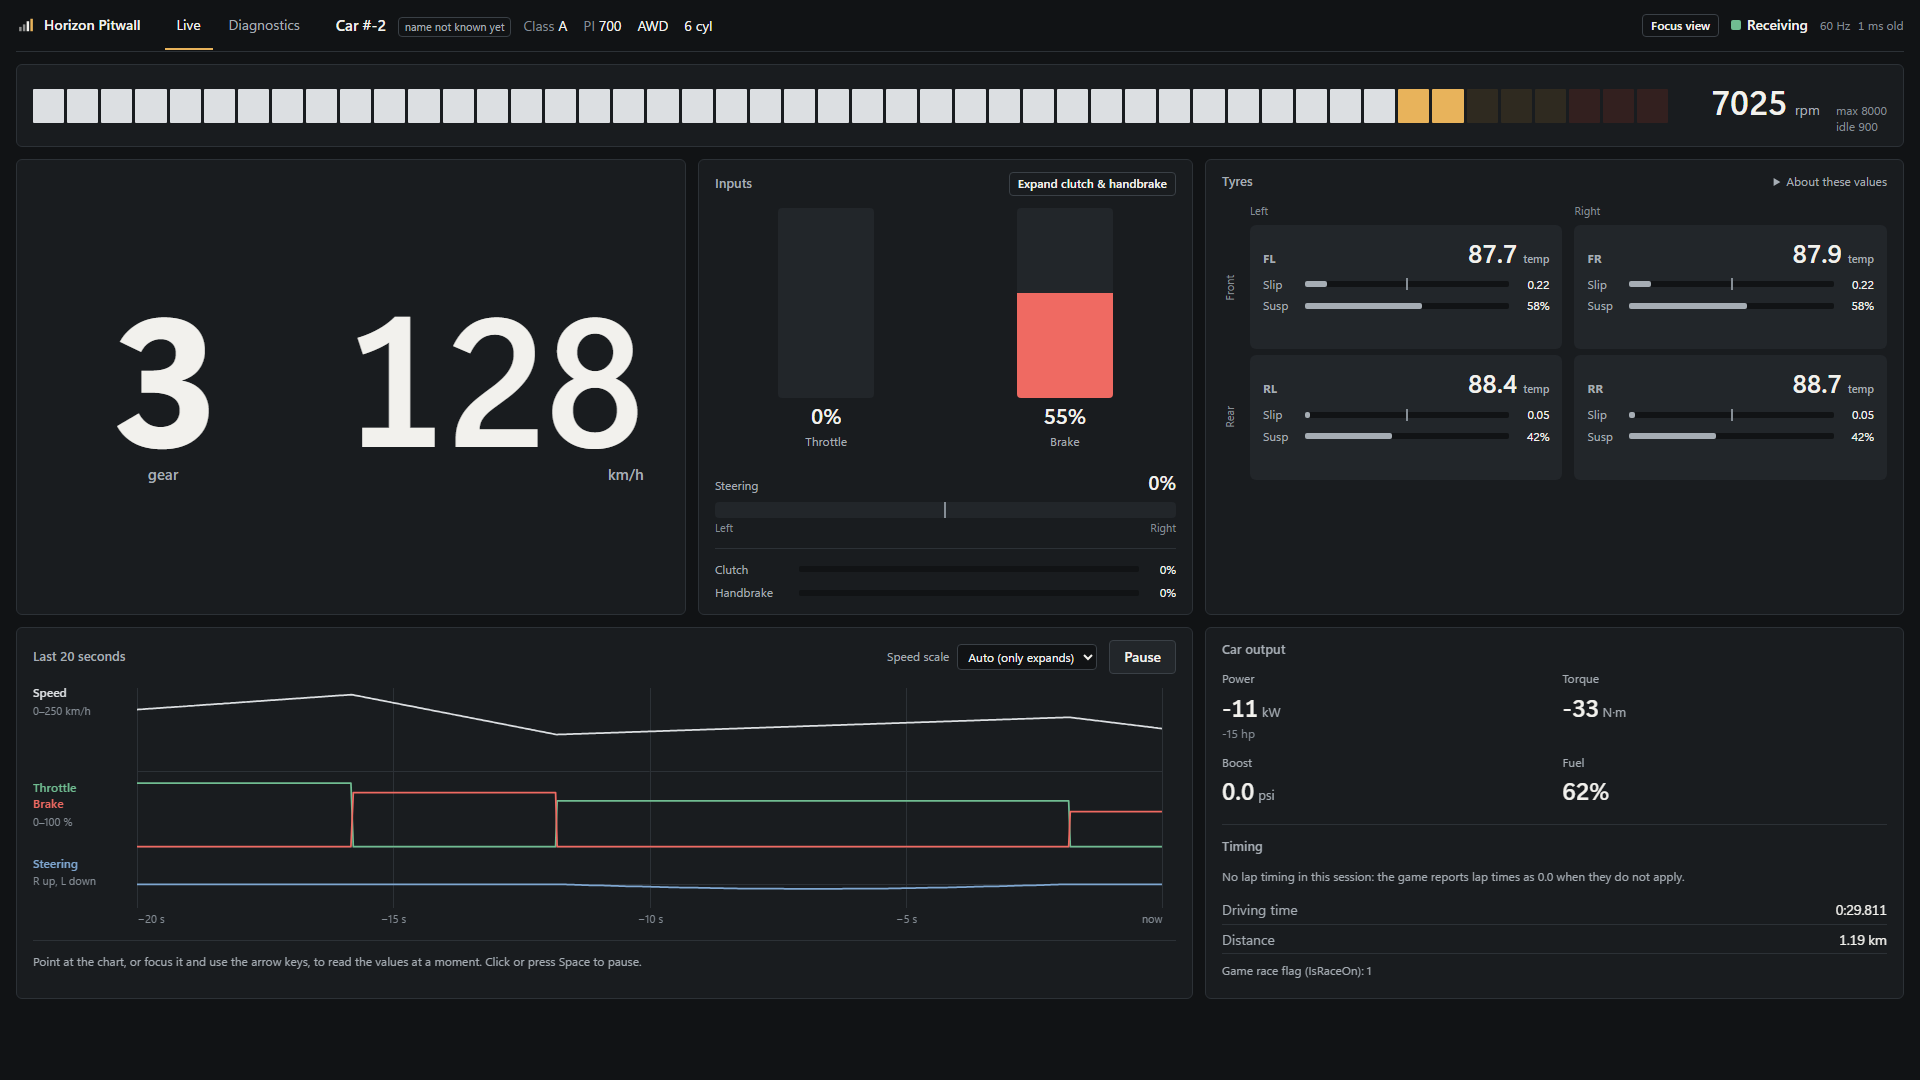 Horizon Pitwall
Live
Diagnostics
Car #-2
name not known yet
Class A
PI 700
AWD
6 cyl
Focus view
Receiving
60 Hz
1 ms old
7025 rpm
max 8000
idle 900
3
gear
128
km/h
Inputs
Expand clutch & handbrake
0%
Throttle
55%
Brake
Steering
0%
Left
Right
Clutch
0%
Handbrake
0%
Tyres
About these values
Left
Right
Front
FL
87.7 temp
Slip
0.22
Susp
58%
FR
87.9 temp
Slip
0.22
Susp
58%
Rear
RL
88.4 temp
Slip
0.05
Susp
42%
RR
88.7 temp
Slip
0.05
Susp
42%
Last 20 seconds
Speed scale
Auto (only expands)
Pause
Speed
0–250 km/h
Throttle
Brake
0–100 %
Steering
R up, L down
−20 s
−15 s
−10 s
−5 s
now
Point at the chart, or focus it and use the arrow keys, to read the values at a moment. Click or press Space to pause.
Car output
Power
-11 kW
-15 hp
Torque
-33 N·m
Boost
0.0 psi
Fuel
62%
Timing
No lap timing in this session: the game reports lap times as 0.0 when they do not apply.
Driving time
0:29.811
Distance
1.19 km
Game race flag (IsRaceOn): 1